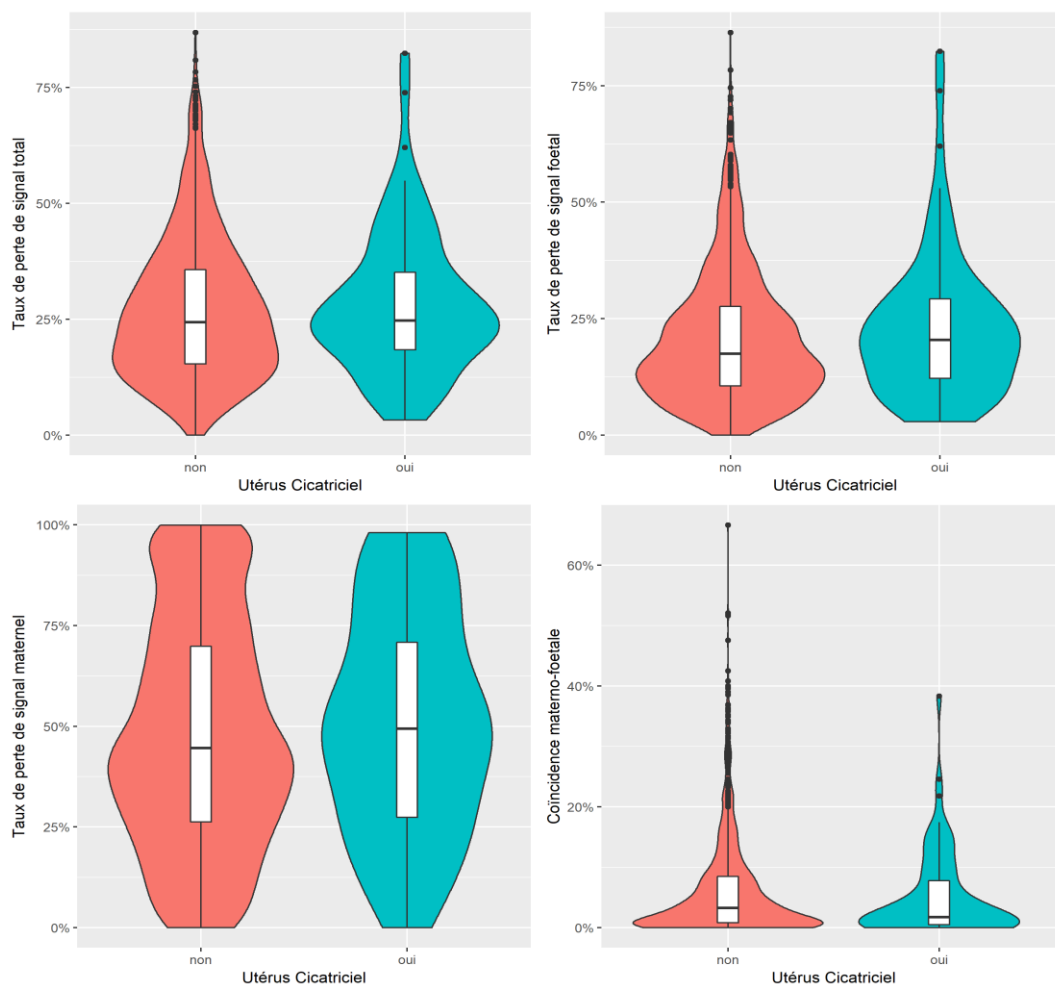 Taux de perte de signal total
75%
50%
25%
0%
non
oui
Utérus Cicatriciel
Taux de perte de signal foetal
75%
50%
25%
0%
non
oui
Utérus Cicatriciel
Taux de perte de signal maternel
100%
75%
50%
25%
0%
non
oui
Utérus Cicatriciel
Coïncidence materno-foetale
60%
40%
20%
0%
non
oui
Utérus Cicatriciel